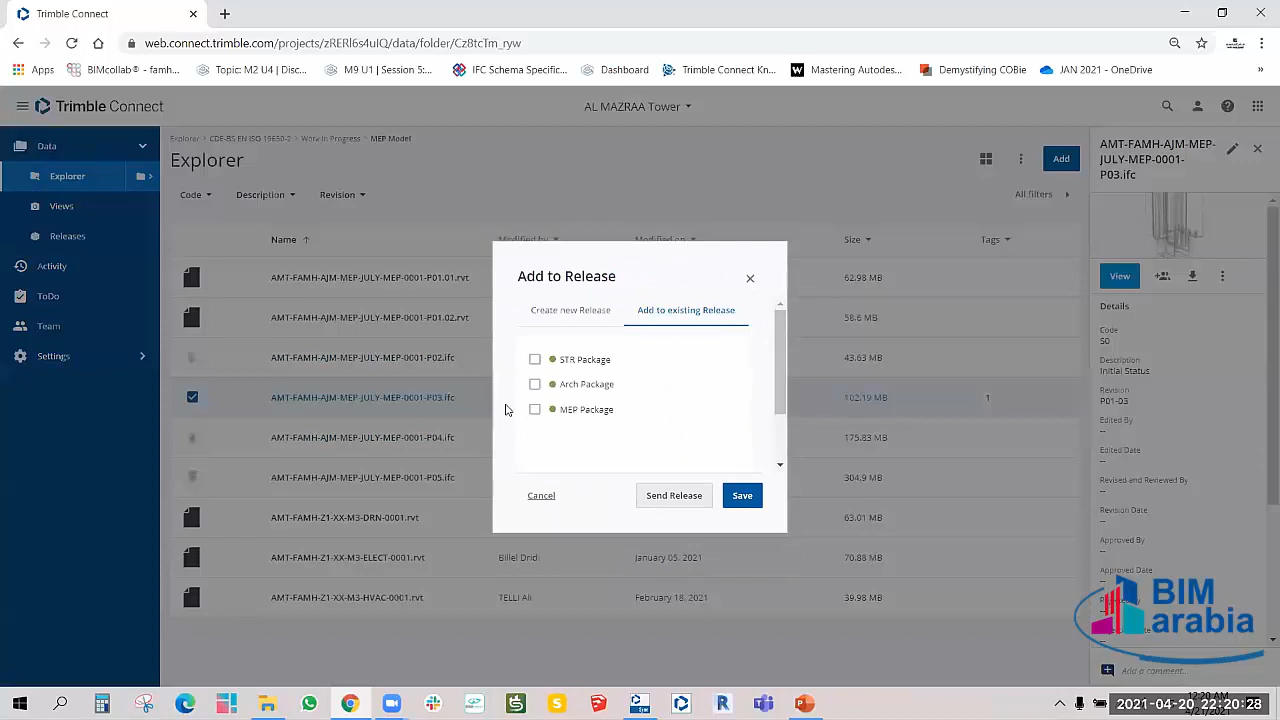 Trimble Connect
web.connect.trimble.com/projects/zRERl6s4uIQ/data/folder/Cz8tcTm_ryw
Apps
BIMcollab® - famh...
Topic: M2 U4 | Disc...
M9 U1 | Session 5:...
IFC Schema Specific...
Dashboard
Trimble Connect Kn...
Mastering Autodes...
Demystifying COBie
JAN 2021 - OneDrive
Trimble Connect
AL MAZRAA Tower
Data
Explorer
Views
Releases
Activity
ToDo
Team
Settings
Explorer > CDE-BS EN ISO 19650-2 > Work in Progress > MEP Model
Explorer
Add
Code
Description
Revision
All filters
Name
Modified by
Modified on
Size
Tags
AMT-FAMH-AJM-MEP-JULY-MEP-0001-P01.01.rvt
62.98 MB
AMT-FAMH-AJM-MEP-JULY-MEP-0001-P01.02.rvt
58.6 MB
AMT-FAMH-AJM-MEP-JULY-MEP-0001-P02.ifc
43.63 MB
AMT-FAMH-AJM-MEP-JULY-MEP-0001-P03.ifc
102.19 MB
1
AMT-FAMH-AJM-MEP-JULY-MEP-0001-P04.ifc
175.83 MB
AMT-FAMH-AJM-MEP-JULY-MEP-0001-P05.ifc
304.9 MB
AMT-FAMH-Z1-XX-M3-DRN-0001.rvt
63.01 MB
AMT-FAMH-Z1-XX-M3-ELECT-0001.rvt
Billel Dridi
January 05, 2021
70.88 MB
AMT-FAMH-Z1-XX-M3-HVAC-0001.rvt
TELLI Ali
February 18, 2021
39.98 MB
Add to Release
Create new Release
Add to existing Release
STR Package
Arch Package
MEP Package
Cancel
Send Release
Save
AMT-FAMH-AJM-MEP-
JULY-MEP-0001-
P03.ifc
View
Details
Code
S0
Description
Initial Status
Revision
P01-03
Edited By
--
Edited Date
--
Revised and Reviewed By
--
Revision Date
--
Approved By
--
Approved Date
Add a comment...
BIM
arabia
12:20 AM
2021-04-20 22:20:28